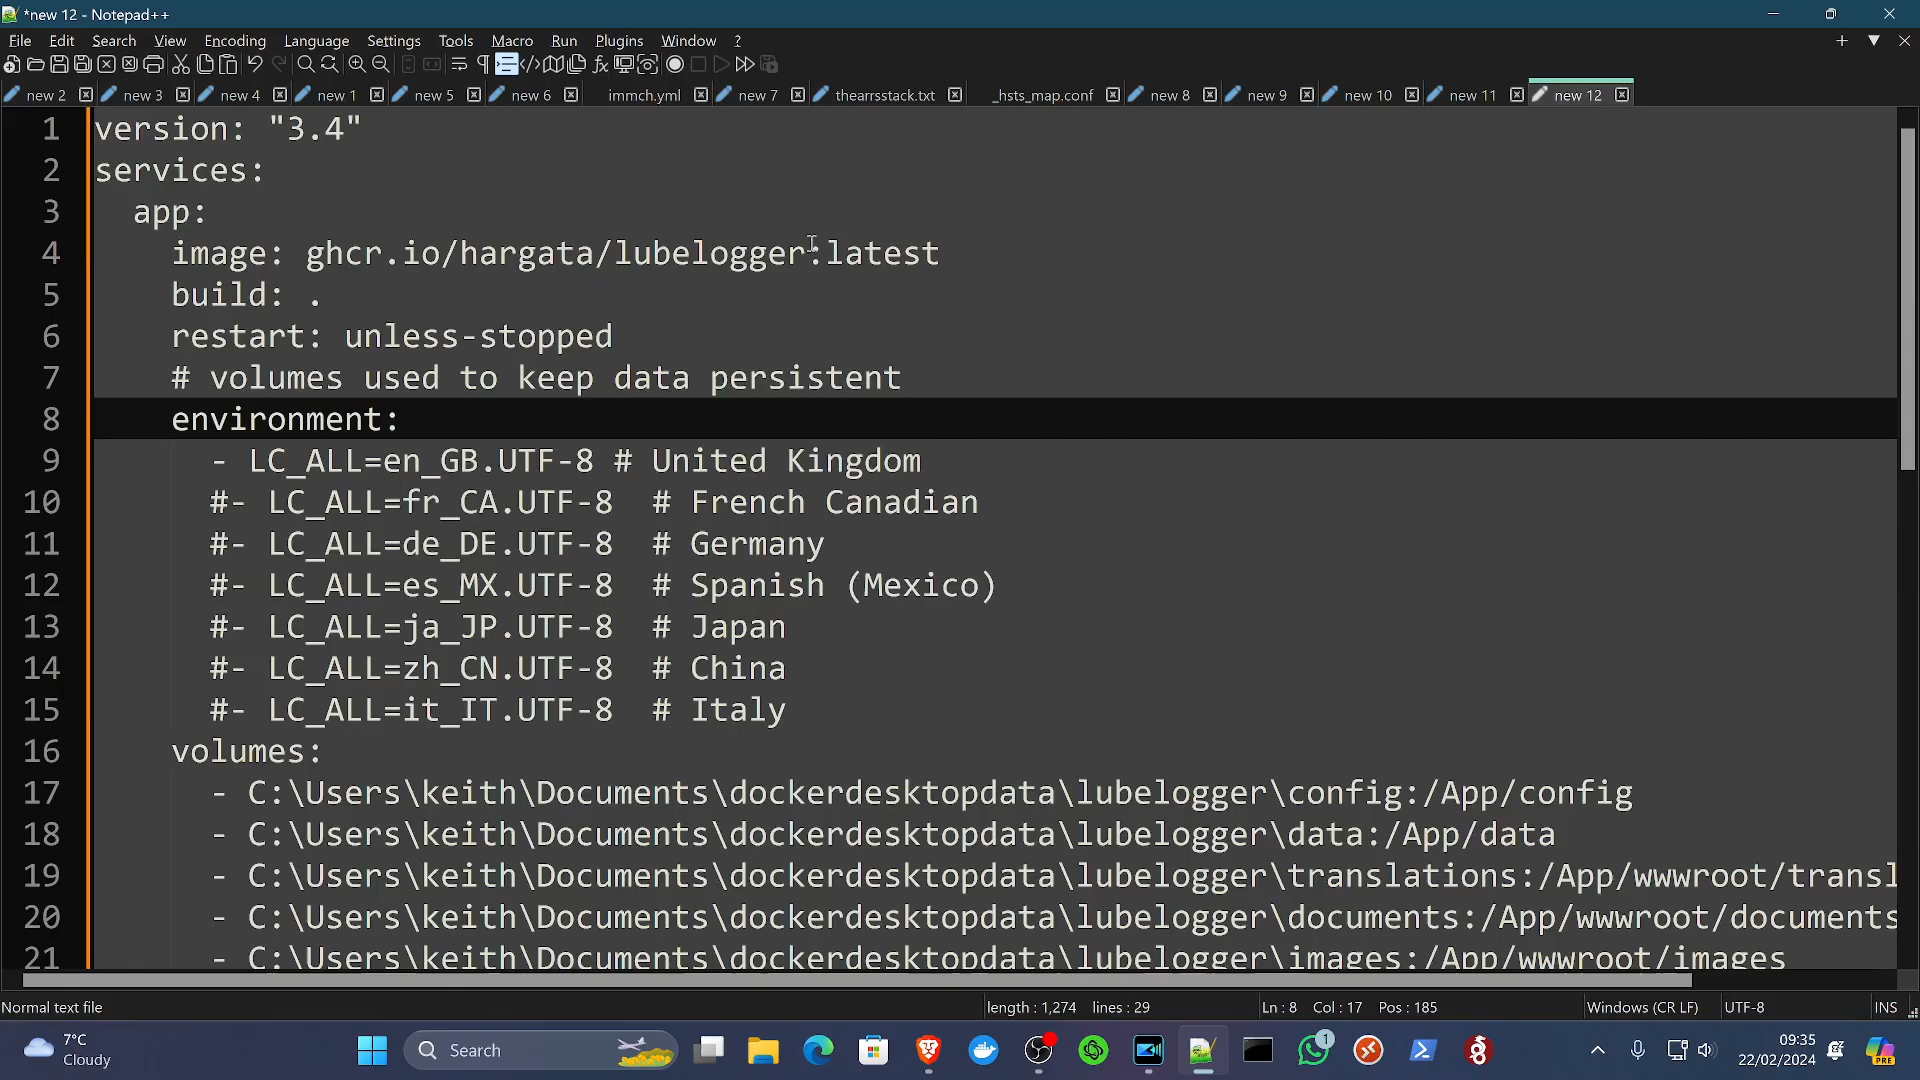 *new 12 - Notepad++
File Edit Search View Encoding Language Settings Tools Macro Run Plugins Window ?
new 2 new 3 new 4 new 1 new 5 new 6 immch.yml new 7 thearrsstack.txt _hsts_map.conf new 8 new 9 new 10 new 11 new 12
1 version: "3.4"
2 services:
3 app:
4 image: ghcr.io/hargata/lubelogger:latest
5 build: .
6 restart: unless-stopped
7 # volumes used to keep data persistent
8 environment:
9 - LC_ALL=en_GB.UTF-8 # United Kingdom
10 #- LC_ALL=fr_CA.UTF-8 # French Canadian
11 #- LC_ALL=de_DE.UTF-8 # Germany
12 #- LC_ALL=es_MX.UTF-8 # Spanish (Mexico)
13 #- LC_ALL=ja_JP.UTF-8 # Japan
14 #- LC_ALL=zh_CN.UTF-8 # China
15 #- LC_ALL=it_IT.UTF-8 # Italy
16 volumes:
17 - C:\Users\keith\Documents\dockerdesktopdata\lubelogger\config:/App/config
18 - C:\Users\keith\Documents\dockerdesktopdata\lubelogger\data:/App/data
19 - C:\Users\keith\Documents\dockerdesktopdata\lubelogger\translations:/App/wwwroot/transl
20 - C:\Users\keith\Documents\dockerdesktopdata\lubelogger\documents:/App/wwwroot/documents
21 - C:\Users\keith\Documents\dockerdesktopdata\lubelogger\images:/App/wwwroot/images
Normal text file length : 1,274 lines : 29 Ln : 8 Col : 17 Pos : 185 Windows (CR LF) UTF-8 INS
7°C
Cloudy
Search
1
09:35
22/02/2024
PRE